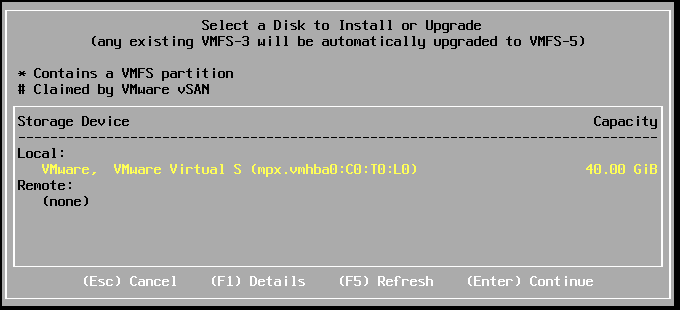 Select a Disk to Install or Upgrade
(any existing VMFS-3 will be automatically upgraded to VMFS-5)
* Contains a VMFS partition
# Claimed by VMware vSAN
Storage Device Capacity
Local:
VMware,  VMware Virtual S (mpx.vmhba0:C0:T0:L0) 40.00 GiB
Remote:
(none)
(Esc) Cancel (F1) Details (F5) Refresh (Enter) Continue